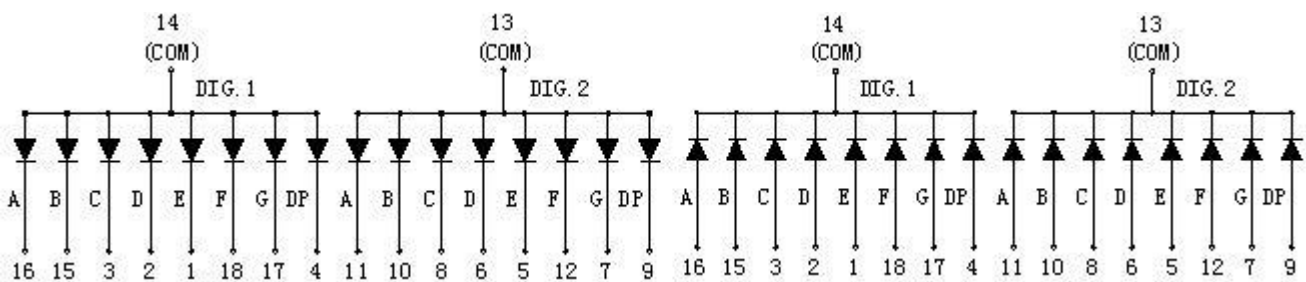 14 13 14 13
(COM) (COM) (COM) (COM)
DIG.1 DIG.2 DIG.1 DIG.2
A B C D E F G DP A B C D E F G DP A B C D E F G DP A B C D E F G DP
16 15 3 2 1 18 17 4 11 10 8 6 5 12 7 9 16 15 3 2 1 18 17 4 11 10 8 6 5 12 7 9